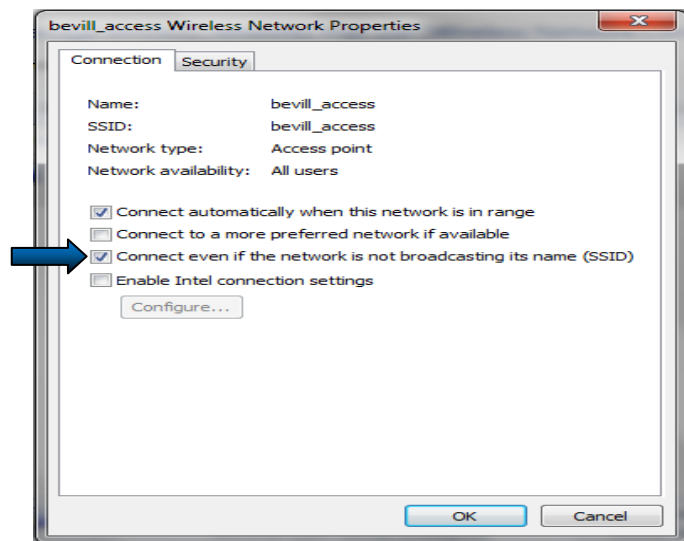 bevill_access Wireless Network Properties
Connection Security
Name: bevill_access
SSID: bevill_access
Network type: Access point
Network availability: All users
Connect automatically when this network is in range
Connect to a more preferred network if available
Connect even if the network is not broadcasting its name (SSID)
Enable Intel connection settings
Configure...
OK Cancel